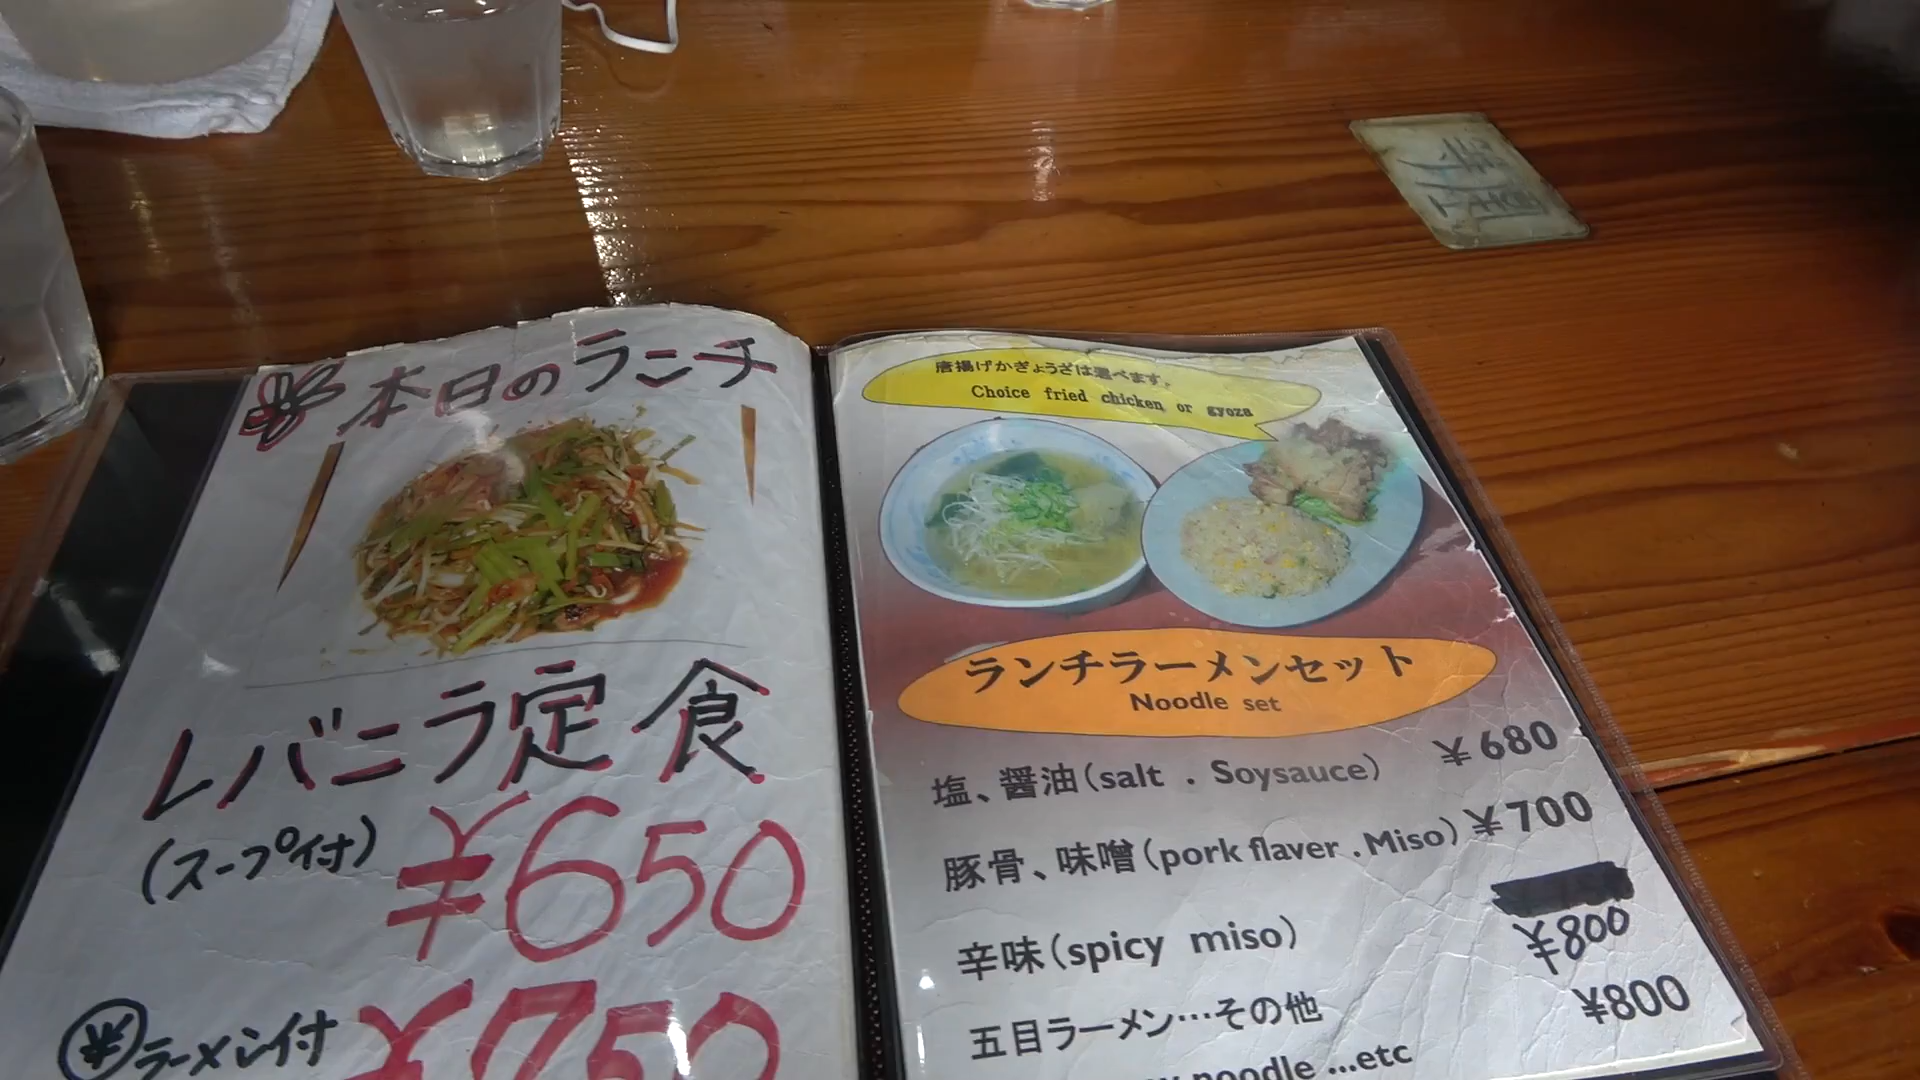 本日のランチ
レバニラ定食
(スープ付)
¥650
半ラーメン付
¥750
唐揚げかぎょうざは選べます。
Choice fried chicken or gyoza
ランチラーメンセット
Noodle set
塩、醤油(salt . Soysauce) ¥680
豚骨、味噌(pork flaver . Miso) ¥700
辛味(spicy miso) ¥800
五目ラーメン…その他 ¥800
noodle ...etc